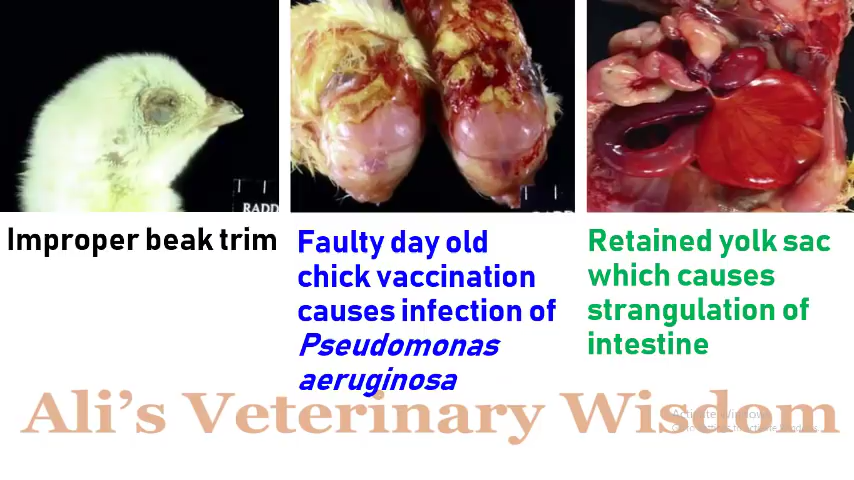 RADD
Improper beak trim
Faulty day old
chick vaccination
causes infection of
Pseudomonas
aeruginosa
Retained yolk sac
which causes
strangulation of
intestine
Ali's Veterinary Wisdom